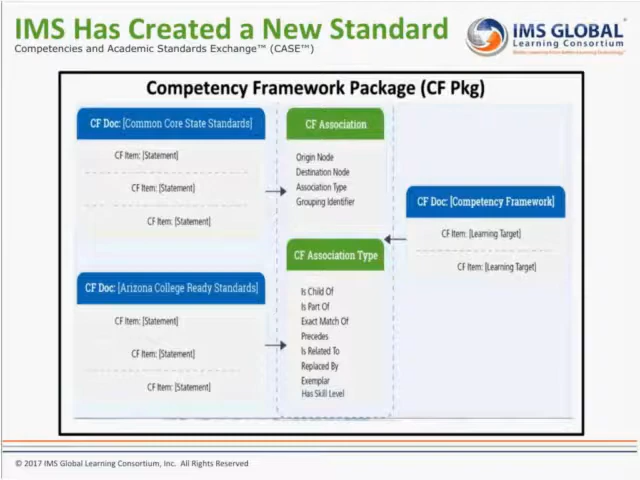 IMS Has Created a New Standard
Competencies and Academic Standards Exchange™ (CASE™)
IMS GLOBAL
Learning Consortium
Competency Framework Package (CF Pkg)
CF Doc: [Common Core State Standards]
CF Item: [Statement]
CF Item: [Statement]
CF Item: [Statement]
CF Doc: [Arizona College Ready Standards]
CF Item: [Statement]
CF Item: [Statement]
CF Item: [Statement]
CF Association
Origin Node
Destination Node
Association Type
Grouping Identifier
CF Association Type
Is Child Of
Is Part Of
Exact Match Of
Precedes
Is Related To
Replaced By
Exemplar
Has Skill Level
CF Doc: [Competency Framework]
CF Item: [Learning Target]
CF Item: [Learning Target]
© 2017 IMS Global Learning Consortium, Inc. All Rights Reserved